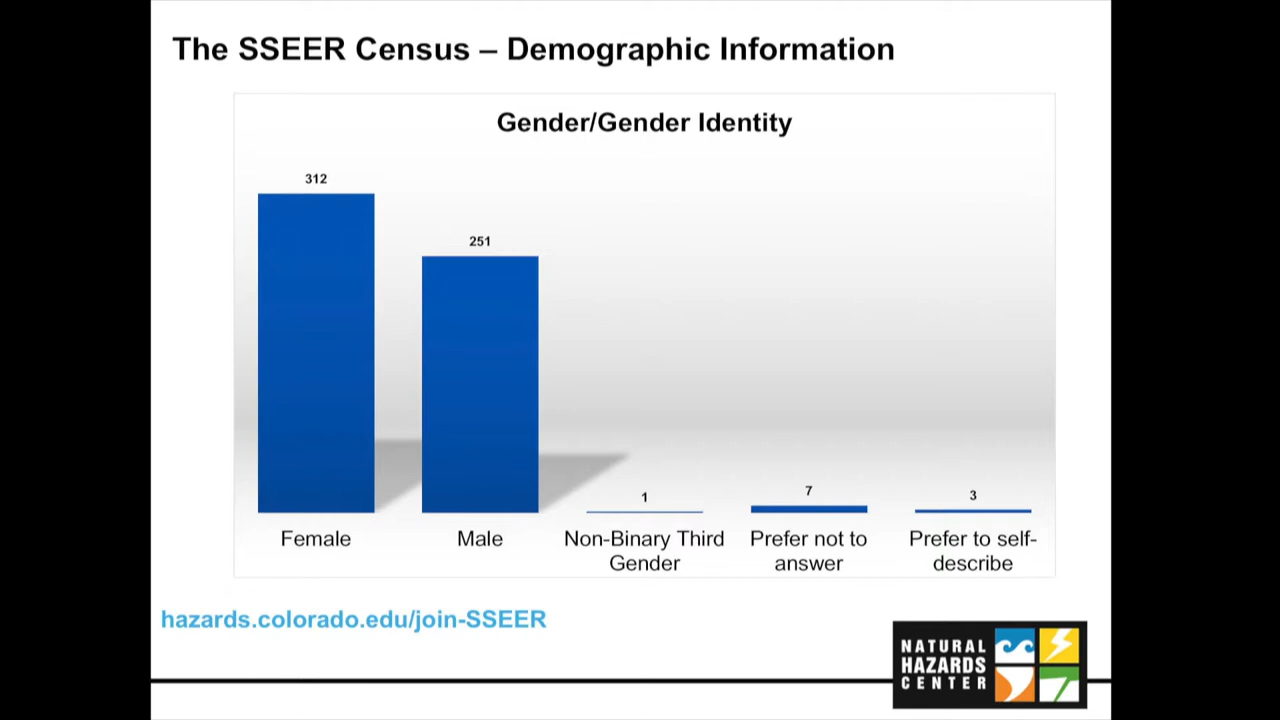 The SSEER Census – Demographic Information
Gender/Gender Identity
312
251
1
7
3
Female
Male
Non-Binary Third
Gender
Prefer not to
answer
Prefer to self-
describe
hazards.colorado.edu/join-SSEER
NATURAL
HAZARDS
CENTER